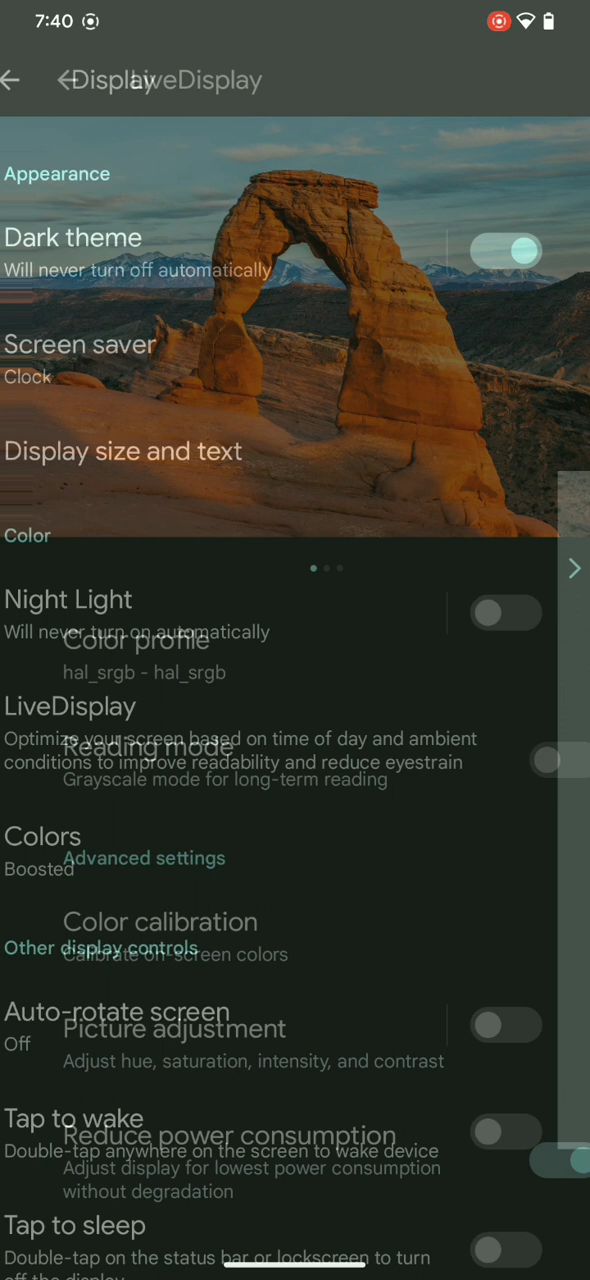 7:40
Display
LiveDisplay
Appearance
Dark theme
Will never turn off automatically
Screen saver
Clock
Display size and text
Color
Night Light
Will never turn on automatically
Color profile
hal_srgb - hal_srgb
LiveDisplay
Optimize your screen based on time of day and ambient
conditions to improve readability and reduce eyestrain
Reading mode
Grayscale mode for long-term reading
Colors
Boosted
Advanced settings
Color calibration
Calibrate on-screen colors
Other display controls
Auto-rotate screen
Off
Picture adjustment
Adjust hue, saturation, intensity, and contrast
Tap to wake
Double-tap anywhere on the screen to wake device
Reduce power consumption
Adjust display for lowest power consumption
without degradation
Tap to sleep
Double-tap on the status bar or lockscreen to turn
off the display